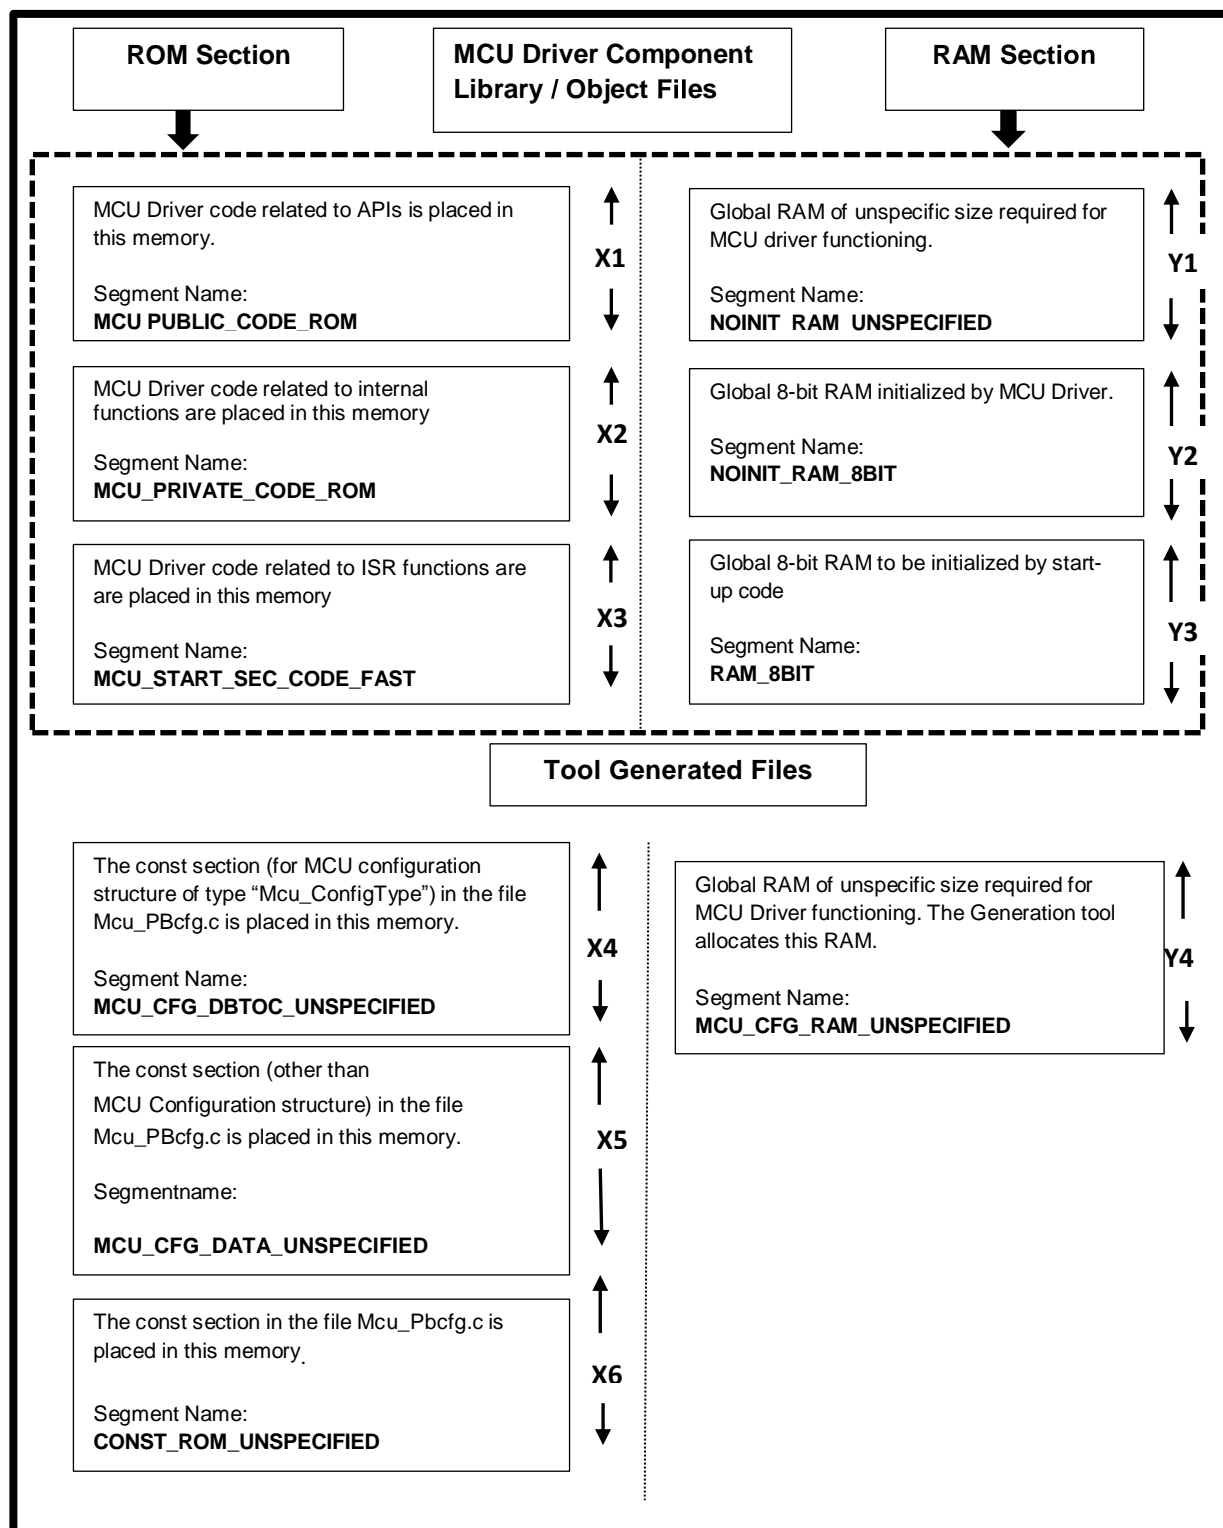 ROM Section
MCU Driver Component
Library / Object Files
RAM Section
MCU Driver code related to APIs is placed in
this memory.
Segment Name:
MCU PUBLIC_CODE_ROM
X1
Global RAM of unspecific size required for
MCU driver functioning.
Segment Name:
NOINIT RAM UNSPECIFIED
Y1
MCU Driver code related to internal
functions are placed in this memory
Segment Name:
MCU_PRIVATE_CODE_ROM
X2
Global 8-bit RAM initialized by MCU Driver.
Segment Name:
NOINIT_RAM_8BIT
Y2
MCU Driver code related to ISR functions are
are placed in this memory
Segment Name:
MCU_START_SEC_CODE_FAST
X3
Global 8-bit RAM to be initialized by start-
up code
Segment Name:
RAM_8BIT
Y3
Tool Generated Files
The const section (for MCU configuration
structure of type “Mcu_ConfigType”) in the file
Mcu_PBcfg.c is placed in this memory.
Segment Name:
MCU_CFG_DBTOC_UNSPECIFIED
X4
Global RAM of unspecific size required for
MCU Driver functioning. The Generation tool
allocates this RAM.
Segment Name:
MCU_CFG_RAM_UNSPECIFIED
Y4
The const section (other than
MCU Configuration structure) in the file
Mcu_PBcfg.c is placed in this memory.
Segmentname:
MCU_CFG_DATA_UNSPECIFIED
X5
The const section in the file Mcu_Pbcfg.c is
placed in this memory.
Segment Name:
CONST_ROM_UNSPECIFIED
X6